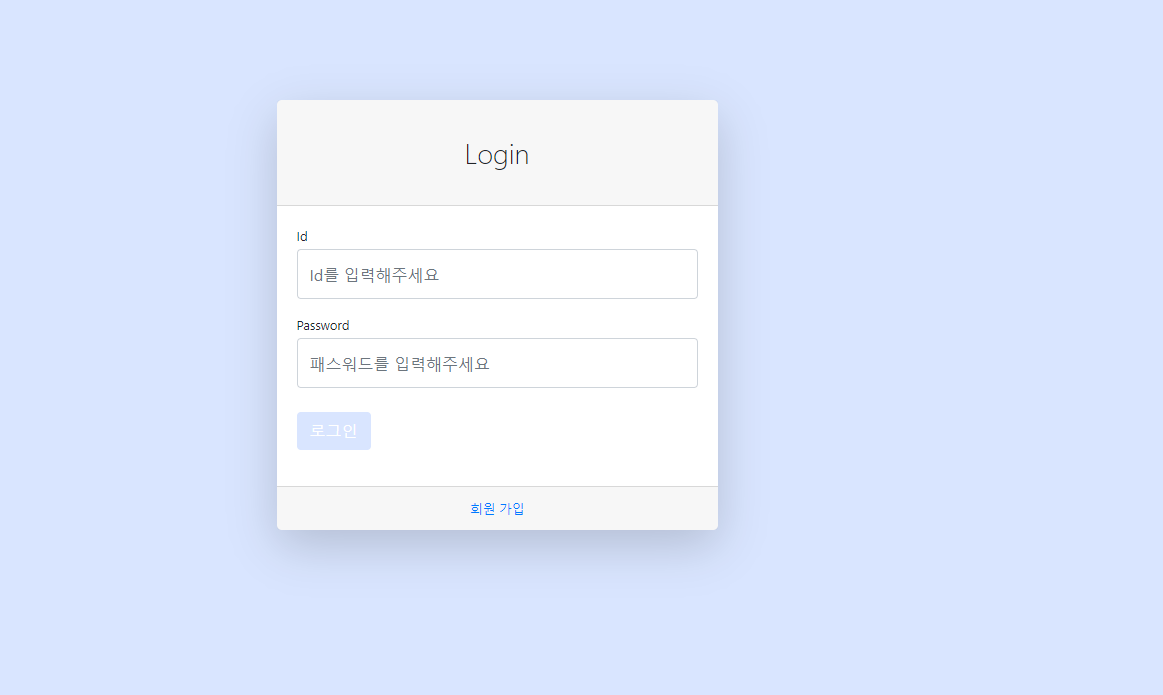 Login
Id
Id를 입력해주세요
Password
패스워드를 입력해주세요
로그인
회원 가입